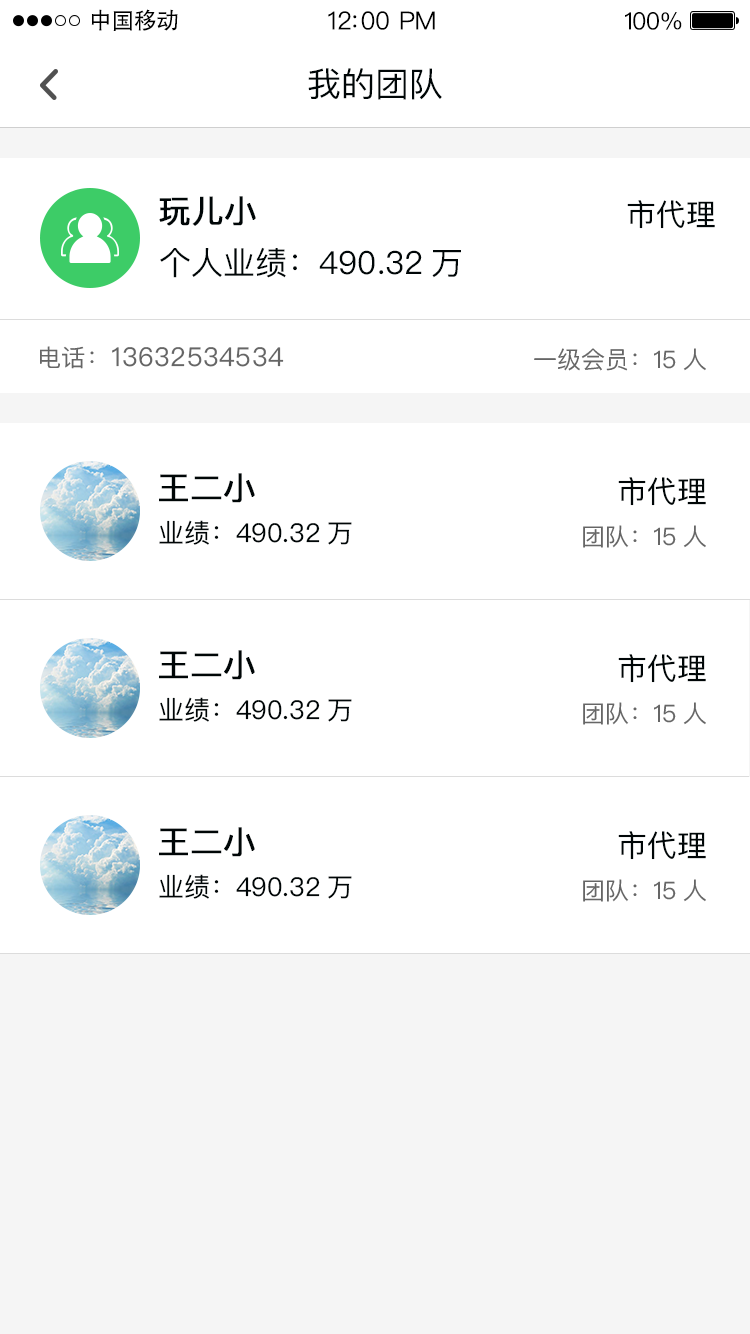 中国移动 12:00 PM 100%
我的团队
玩儿小 市代理
个人业绩：490.32 万
电话：13632534534 一级会员：15 人
王二小 市代理
业绩：490.32 万 团队：15 人
王二小 市代理
业绩：490.32 万 团队：15 人
王二小 市代理
业绩：490.32 万 团队：15 人